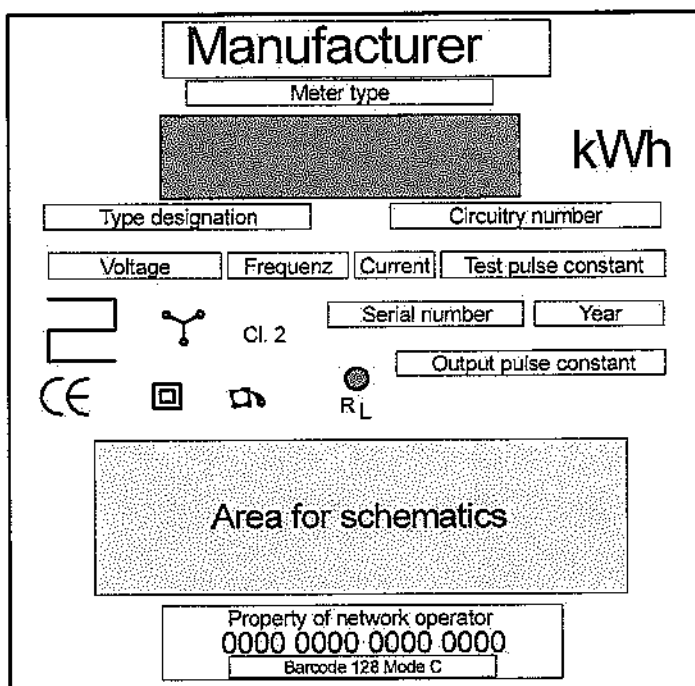 Manufacturer
Meter type
kWh
Type designation Circuitry number
Voltage Frequenz Current Test pulse constant
Cl. 2 Serial number Year
Output pulse constant
CE RL
Area for schematics
Property of network operator
0000 0000 0000 0000
Barcode 128 Mode C